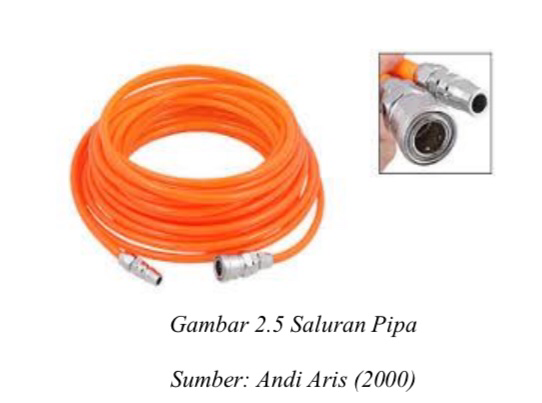 Gambar 2.5 Saluran Pipa
Sumber: Andi Aris (2000)